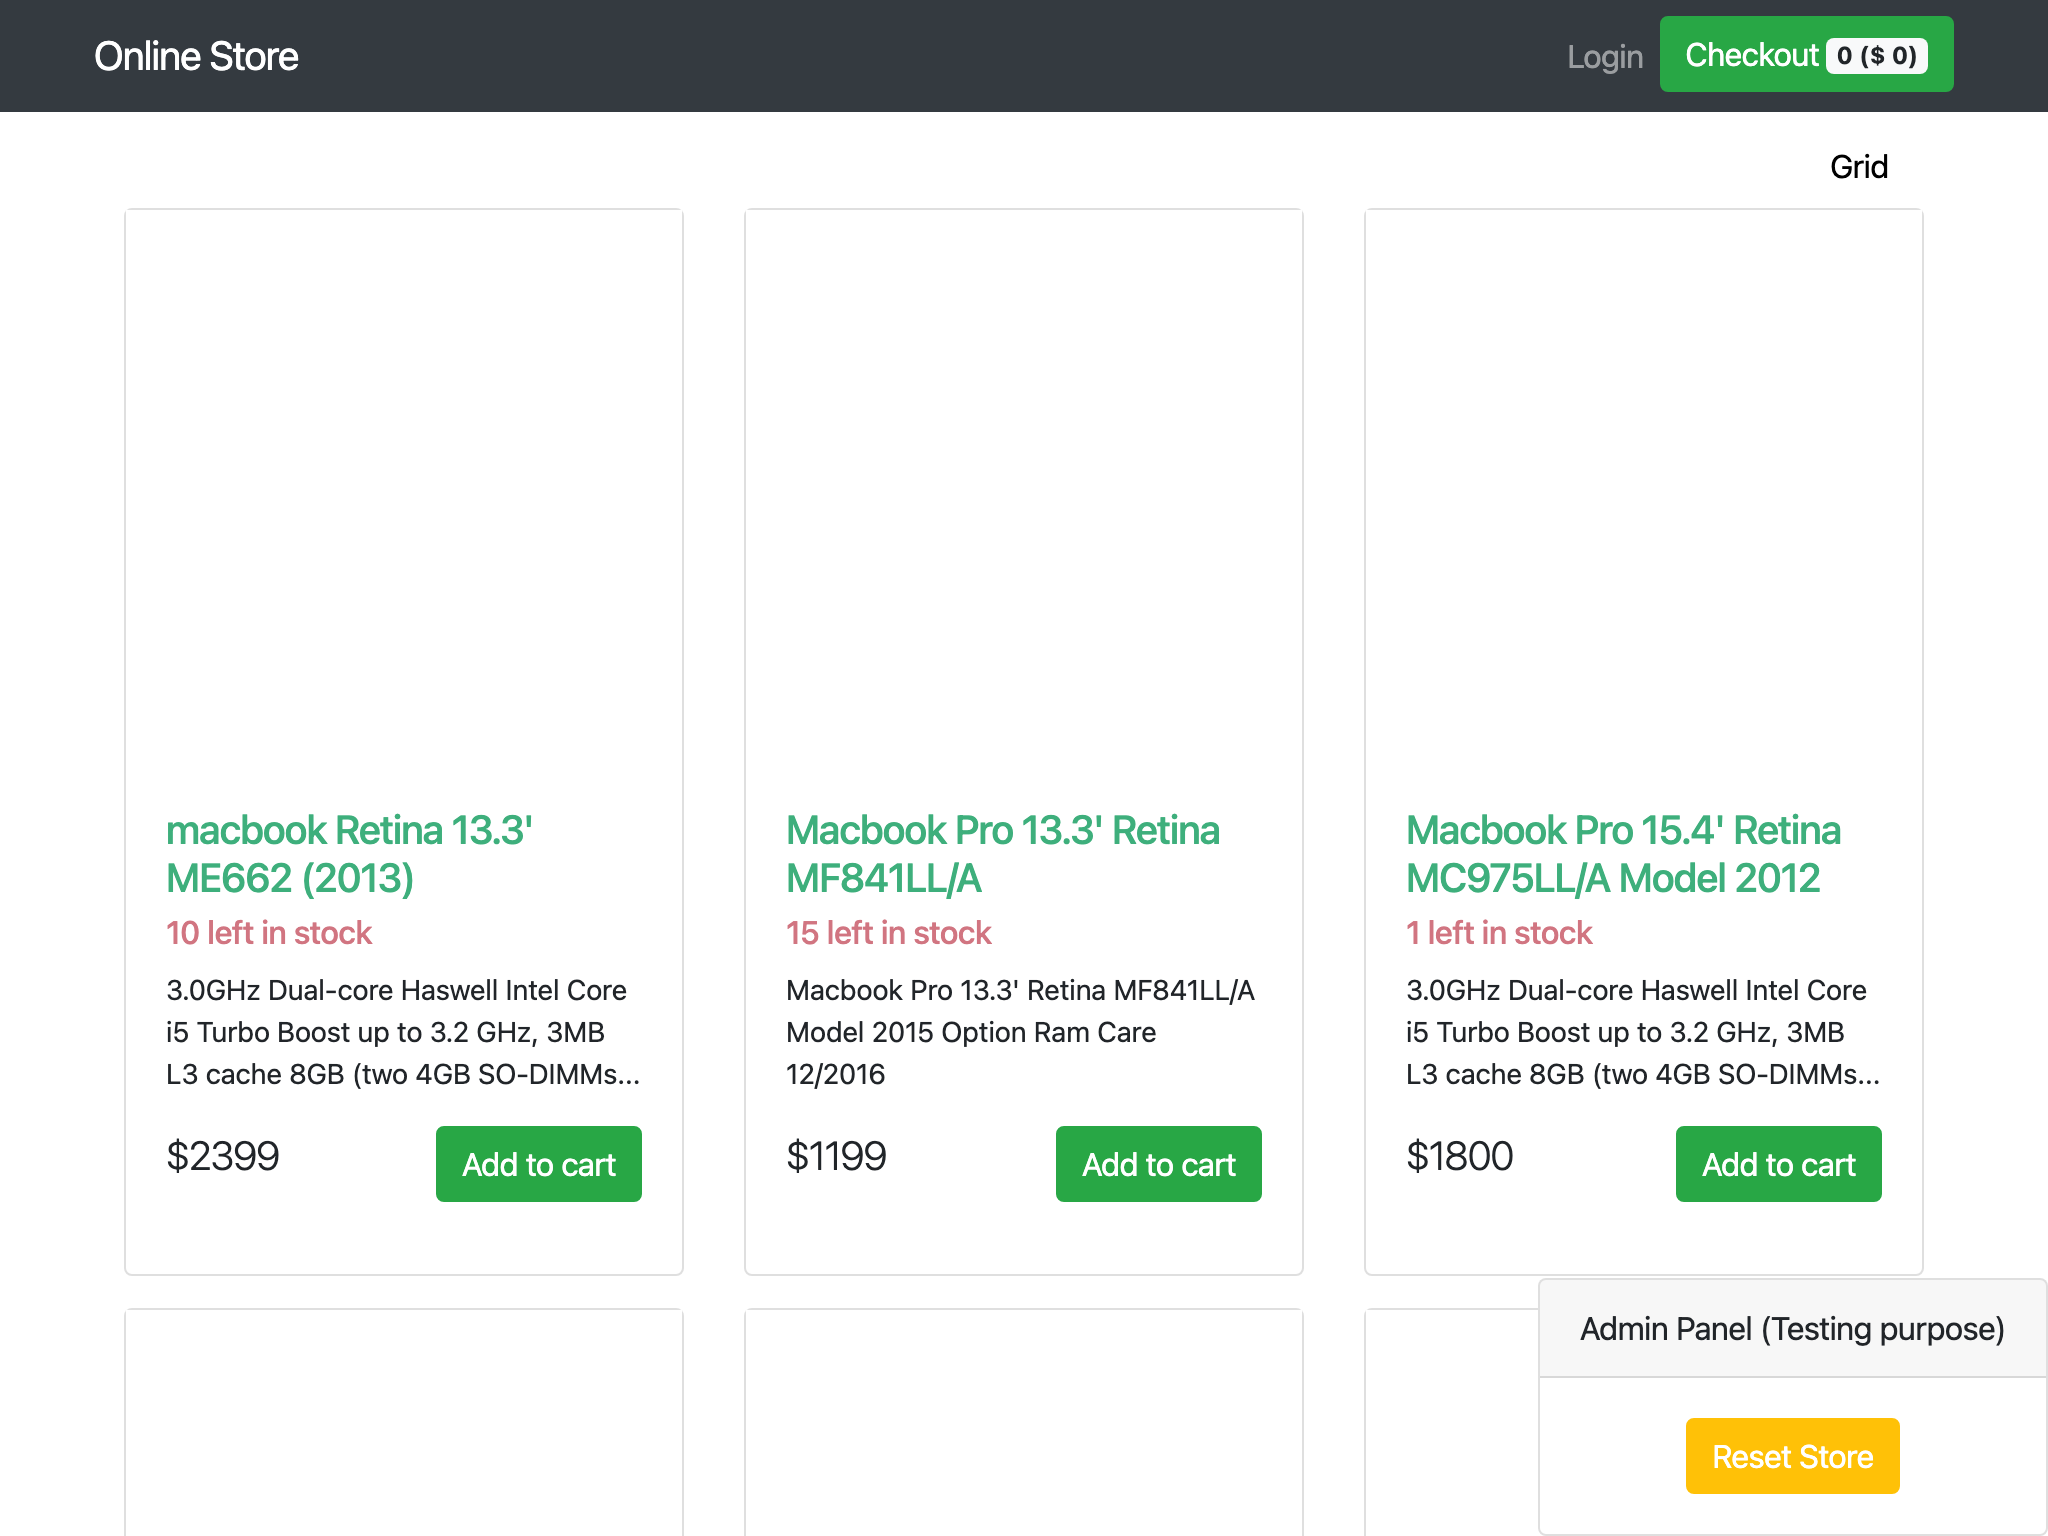 Online Store
Login
Checkout 0 ($ 0)
Grid
macbook Retina 13.3'
ME662 (2013)
10 left in stock
3.0GHz Dual-core Haswell Intel Core
i5 Turbo Boost up to 3.2 GHz, 3MB
L3 cache 8GB (two 4GB SO-DIMMs...
$2399
Add to cart
Macbook Pro 13.3' Retina
MF841LL/A
15 left in stock
Macbook Pro 13.3' Retina MF841LL/A
Model 2015 Option Ram Care
12/2016
$1199
Add to cart
Macbook Pro 15.4' Retina
MC975LL/A Model 2012
1 left in stock
3.0GHz Dual-core Haswell Intel Core
i5 Turbo Boost up to 3.2 GHz, 3MB
L3 cache 8GB (two 4GB SO-DIMMs...
$1800
Add to cart
Admin Panel (Testing purpose)
Reset Store